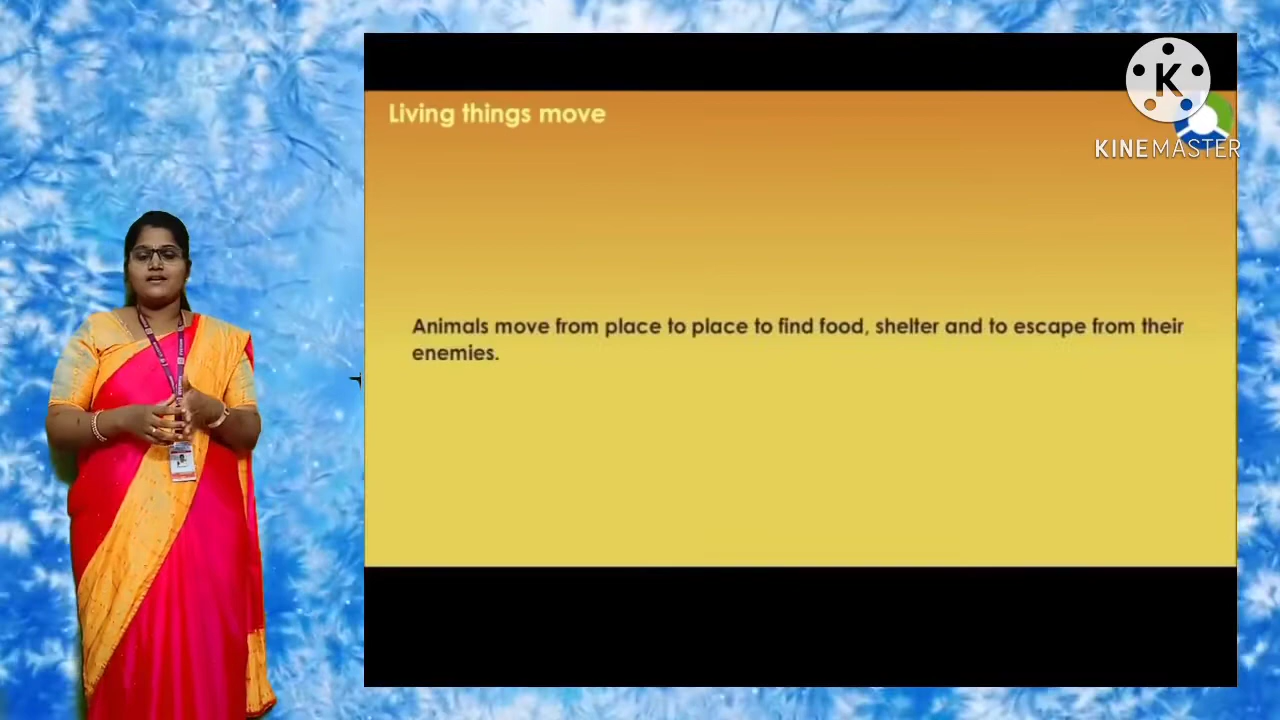 Living things move
KINEMASTER
Animals move from place to place to find food, shelter and to escape from their
enemies.